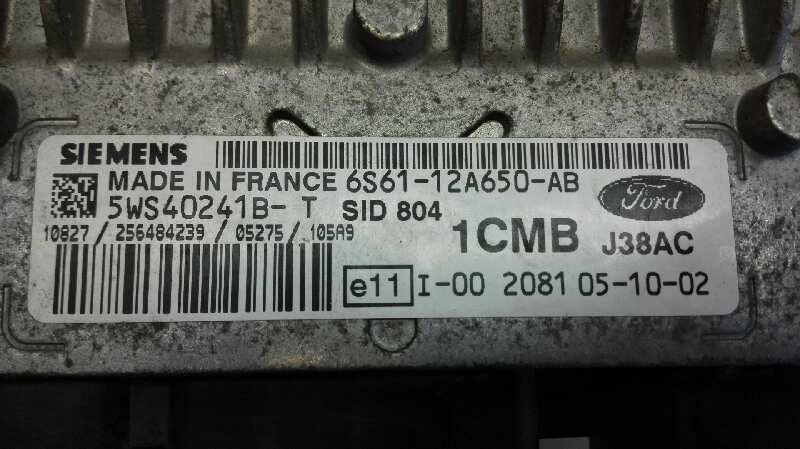 SIEMENS
MADE IN FRANCE 6S61-12A650-AB
5WS40241B- T SID 804
Ford
10827 / 256484239 / 05275 / 105A9
1CMB J38AC
e11 I-00 2081 05-10-02